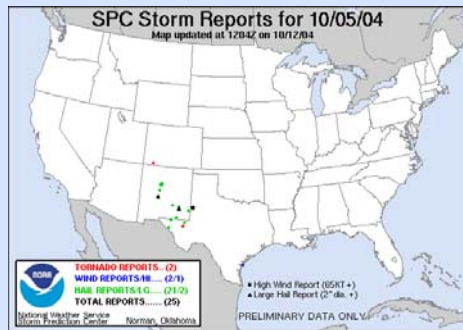 SPC Storm Reports for 10/05/04
Map updated at 1204Z on 10/12/04
TORNADO REPORTS.. (2)
WIND REPORTS/HI..... (2/1)
HAIL REPORTS/LG..... (21/2)
TOTAL REPORTS....... (25)
National Weather Service
Storm Prediction Center Norman, Oklahoma
High Wind Report (65KT +)
Large Hail Report (2" dia. +)
PRELIMINARY DATA ONLY